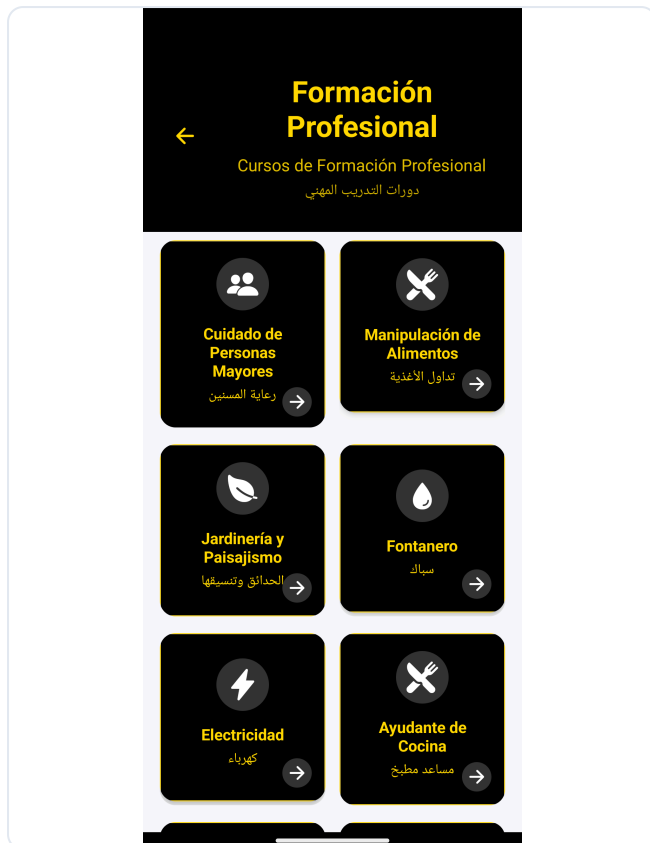 Formación
Profesional
Cursos de Formación Profesional
دورات التدريب المهني
Cuidado de
Personas
Mayores
رعاية المسنين
Manipulación de
Alimentos
تداول الأغذية
Jardinería y
Paisajismo
الحدائق وتنسيقها
Fontanero
سباك
Electricidad
كهرباء
Ayudante de
Cocina
مساعد مطبخ